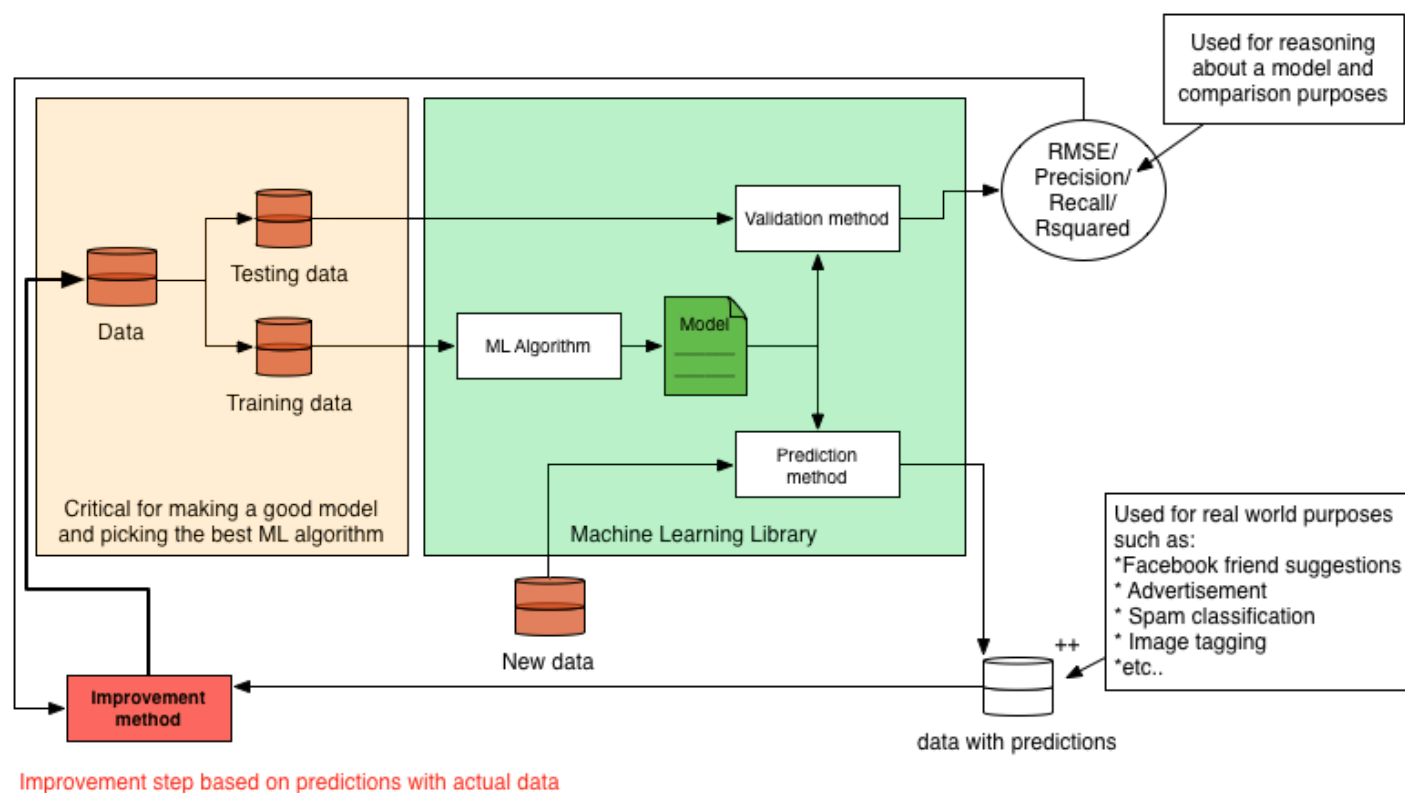 Used for reasoning
about a model and
comparison purposes
RMSE/
Precision/
Recall/
Rsquared
Validation method
Testing data
Data
Model
ML Algorithm
Training data
Prediction
method
Critical for making a good model
and picking the best ML algorithm
Machine Learning Library
Used for real world purposes
such as:
*Facebook friend suggestions
* Advertisement
* Spam classification
* Image tagging
*etc..
++
New data
Improvement
method
data with predictions
Improvement step based on predictions with actual data